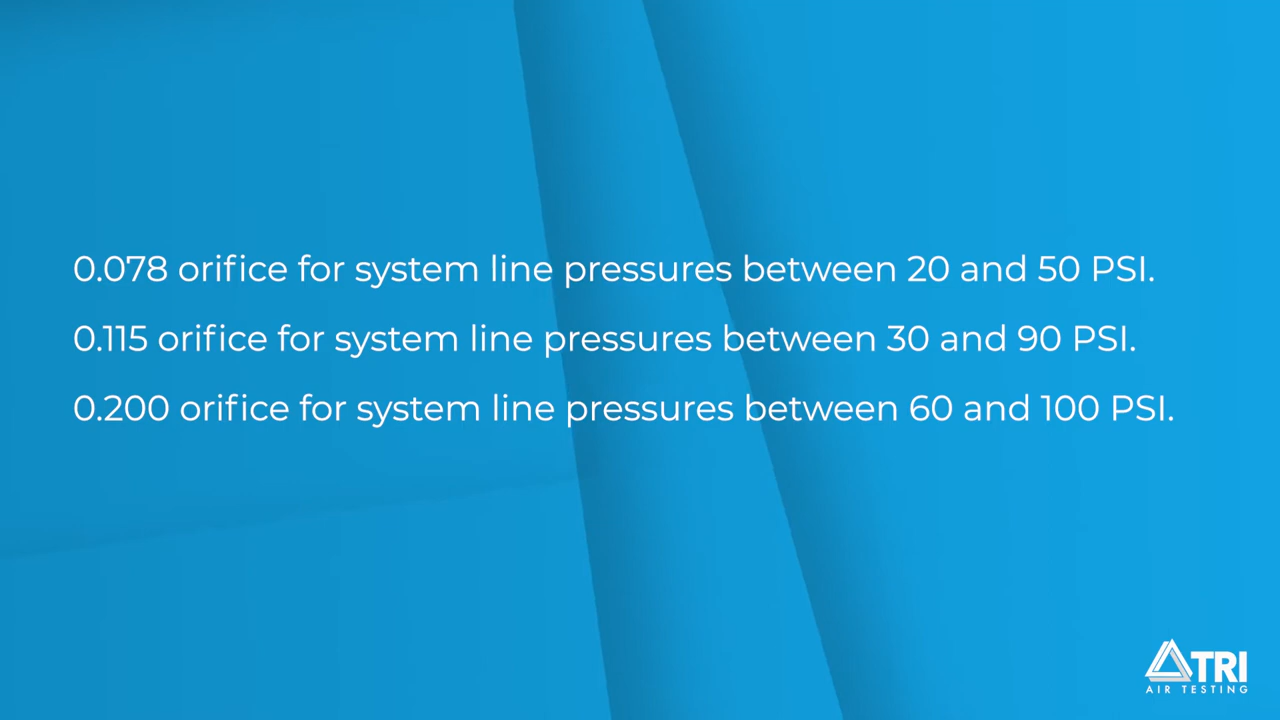 0.078 orifice for system line pressures between 20 and 50 PSI.
0.115 orifice for system line pressures between 30 and 90 PSI.
0.200 orifice for system line pressures between 60 and 100 PSI.
TRI
AIR TESTING